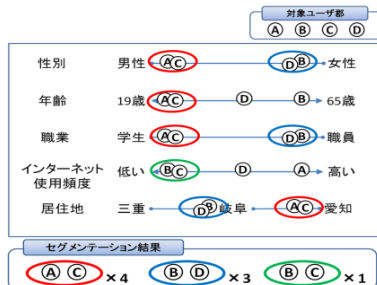 対象ユーザ郡
A B C D
性別 男性 A C D B 女性
年齢 19歳 A C D B 65歳
職業 学生 A C D B 職員
インターネット
使用頻度 低い B C D A 高い
居住地 三重 D B 岐阜 A C 愛知
セグメンテーション結果
A C ×4 B D ×3 B C ×1